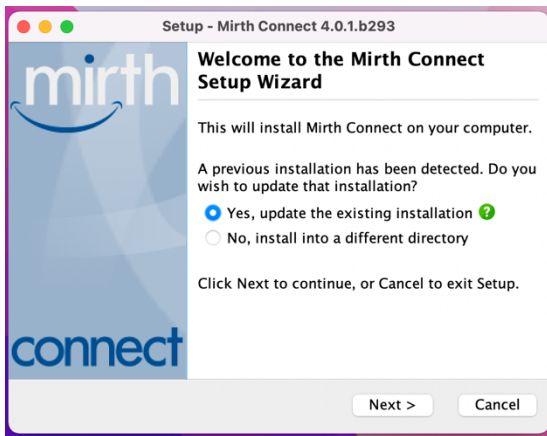 Setup - Mirth Connect 4.0.1.b293
mirth
connect
Welcome to the Mirth Connect
Setup Wizard
This will install Mirth Connect on your computer.
A previous installation has been detected. Do you
wish to update that installation?
Yes, update the existing installation ?
No, install into a different directory
Click Next to continue, or Cancel to exit Setup.
Next >
Cancel